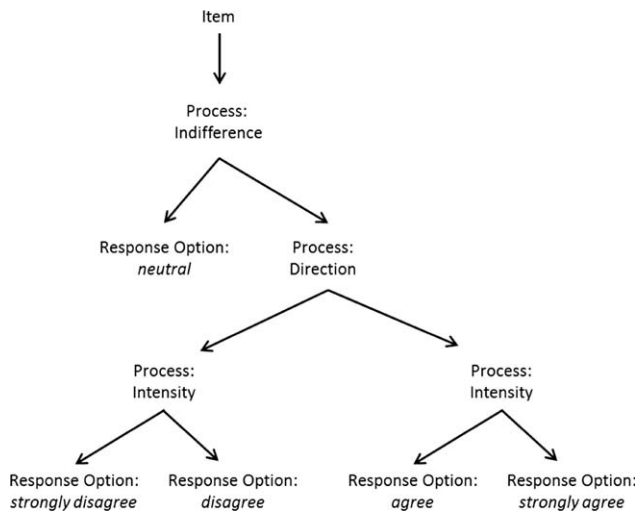 Item
Process:
Indifference
Response Option:
neutral
Process:
Direction
Process:
Intensity
Process:
Intensity
Response Option:
strongly disagree
Response Option:
disagree
Response Option:
agree
Response Option:
strongly agree